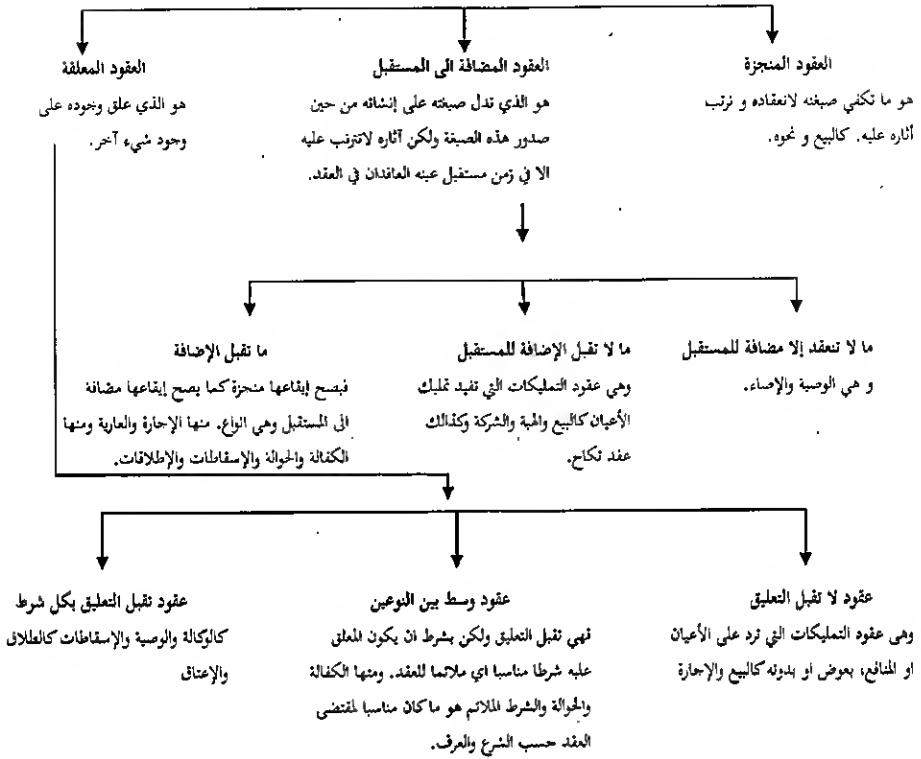 العقود المنجزة
هو ما تكفي صيغته لانعقاده و ترتب
آثاره عليه. كالبيع و نحوه.
العقود المضافة الى المستقبل
هو الذي تدل صيغته على إنشائه من حين
صدور هذه الصيغة ولكن آثاره لاتترتب عليه
الا في زمن مستقبل عينه العاقدان في العقد.
العقود المعلقة
هو الذي علق وجوده على
وجود شيء آخر.
ما لا تنعقد إلا مضافة للمستقبل
و هي الوصية والإصاء.
ما لا تقبل الإضافة للمستقبل
وهي عقود التمليكات التي تفيد تمليك
الأعيان كالبيع والهبة والشركة وكذالك
عقد نكاح.
ما تقبل الإضافة
فيصح إيقاعها منجزة كما يصح إيقاعها مضافة
الى المستقبل وهي انواع. منها الإجارة والعارية ومنها
الكفالة والحوالة والإسقاطات والإطلاقات.
عقود لا تقبل التعليق
وهى عقود التمليكات التي ترد على الأعيان
او المنافع، بعوض او بدونه كالبيع والإجارة
عقود وسط بين النوعين
فهي تقبل التعليق ولكن بشرط ان يكون المعلق
عليه شرطا مناسبا اي ملائما للعقد. ومنها الكفالة
والحوالة والشرط الملائم هو ما كان مناسبا لمقتضى
العقد حسب الشرع والعرف.
عقود تقبل التعليق بكل شرط
كالوكالة والوصية والإسقاطات كالطلاق
والإعتاق